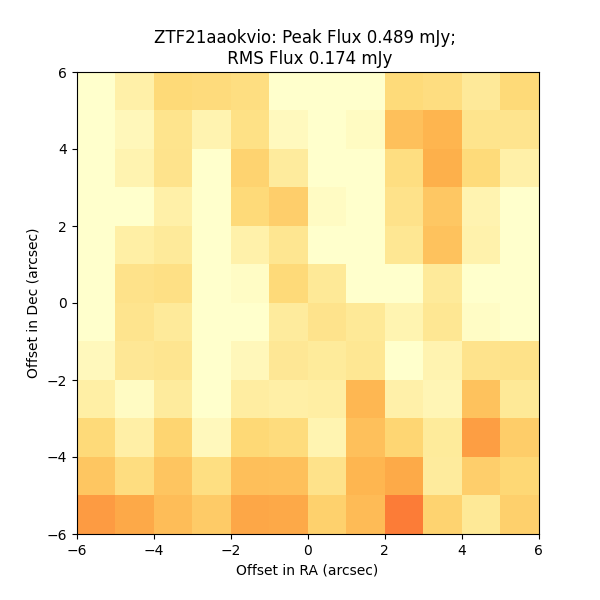 ZTF21aaokvio: Peak Flux 0.489 mJy;
RMS Flux 0.174 mJy
6
4
2
0
−2
−4
−6
Offset in Dec (arcsec)
−6 −4 −2 0 2 4 6
Offset in RA (arcsec)